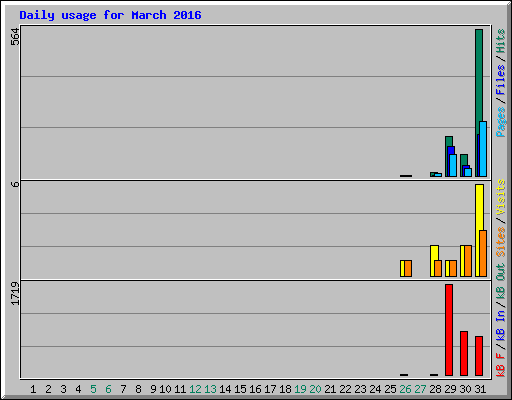 Daily usage for March 2016
564
Pages / Files / Hits
6
Sites / Visits
1719
kB F / kB In / kB Out
1 2 3 4 5 6 7 8 9 10 11 12 13 14 15 16 17 18 19 20 21 22 23 24 25 26 27 28 29 30 31